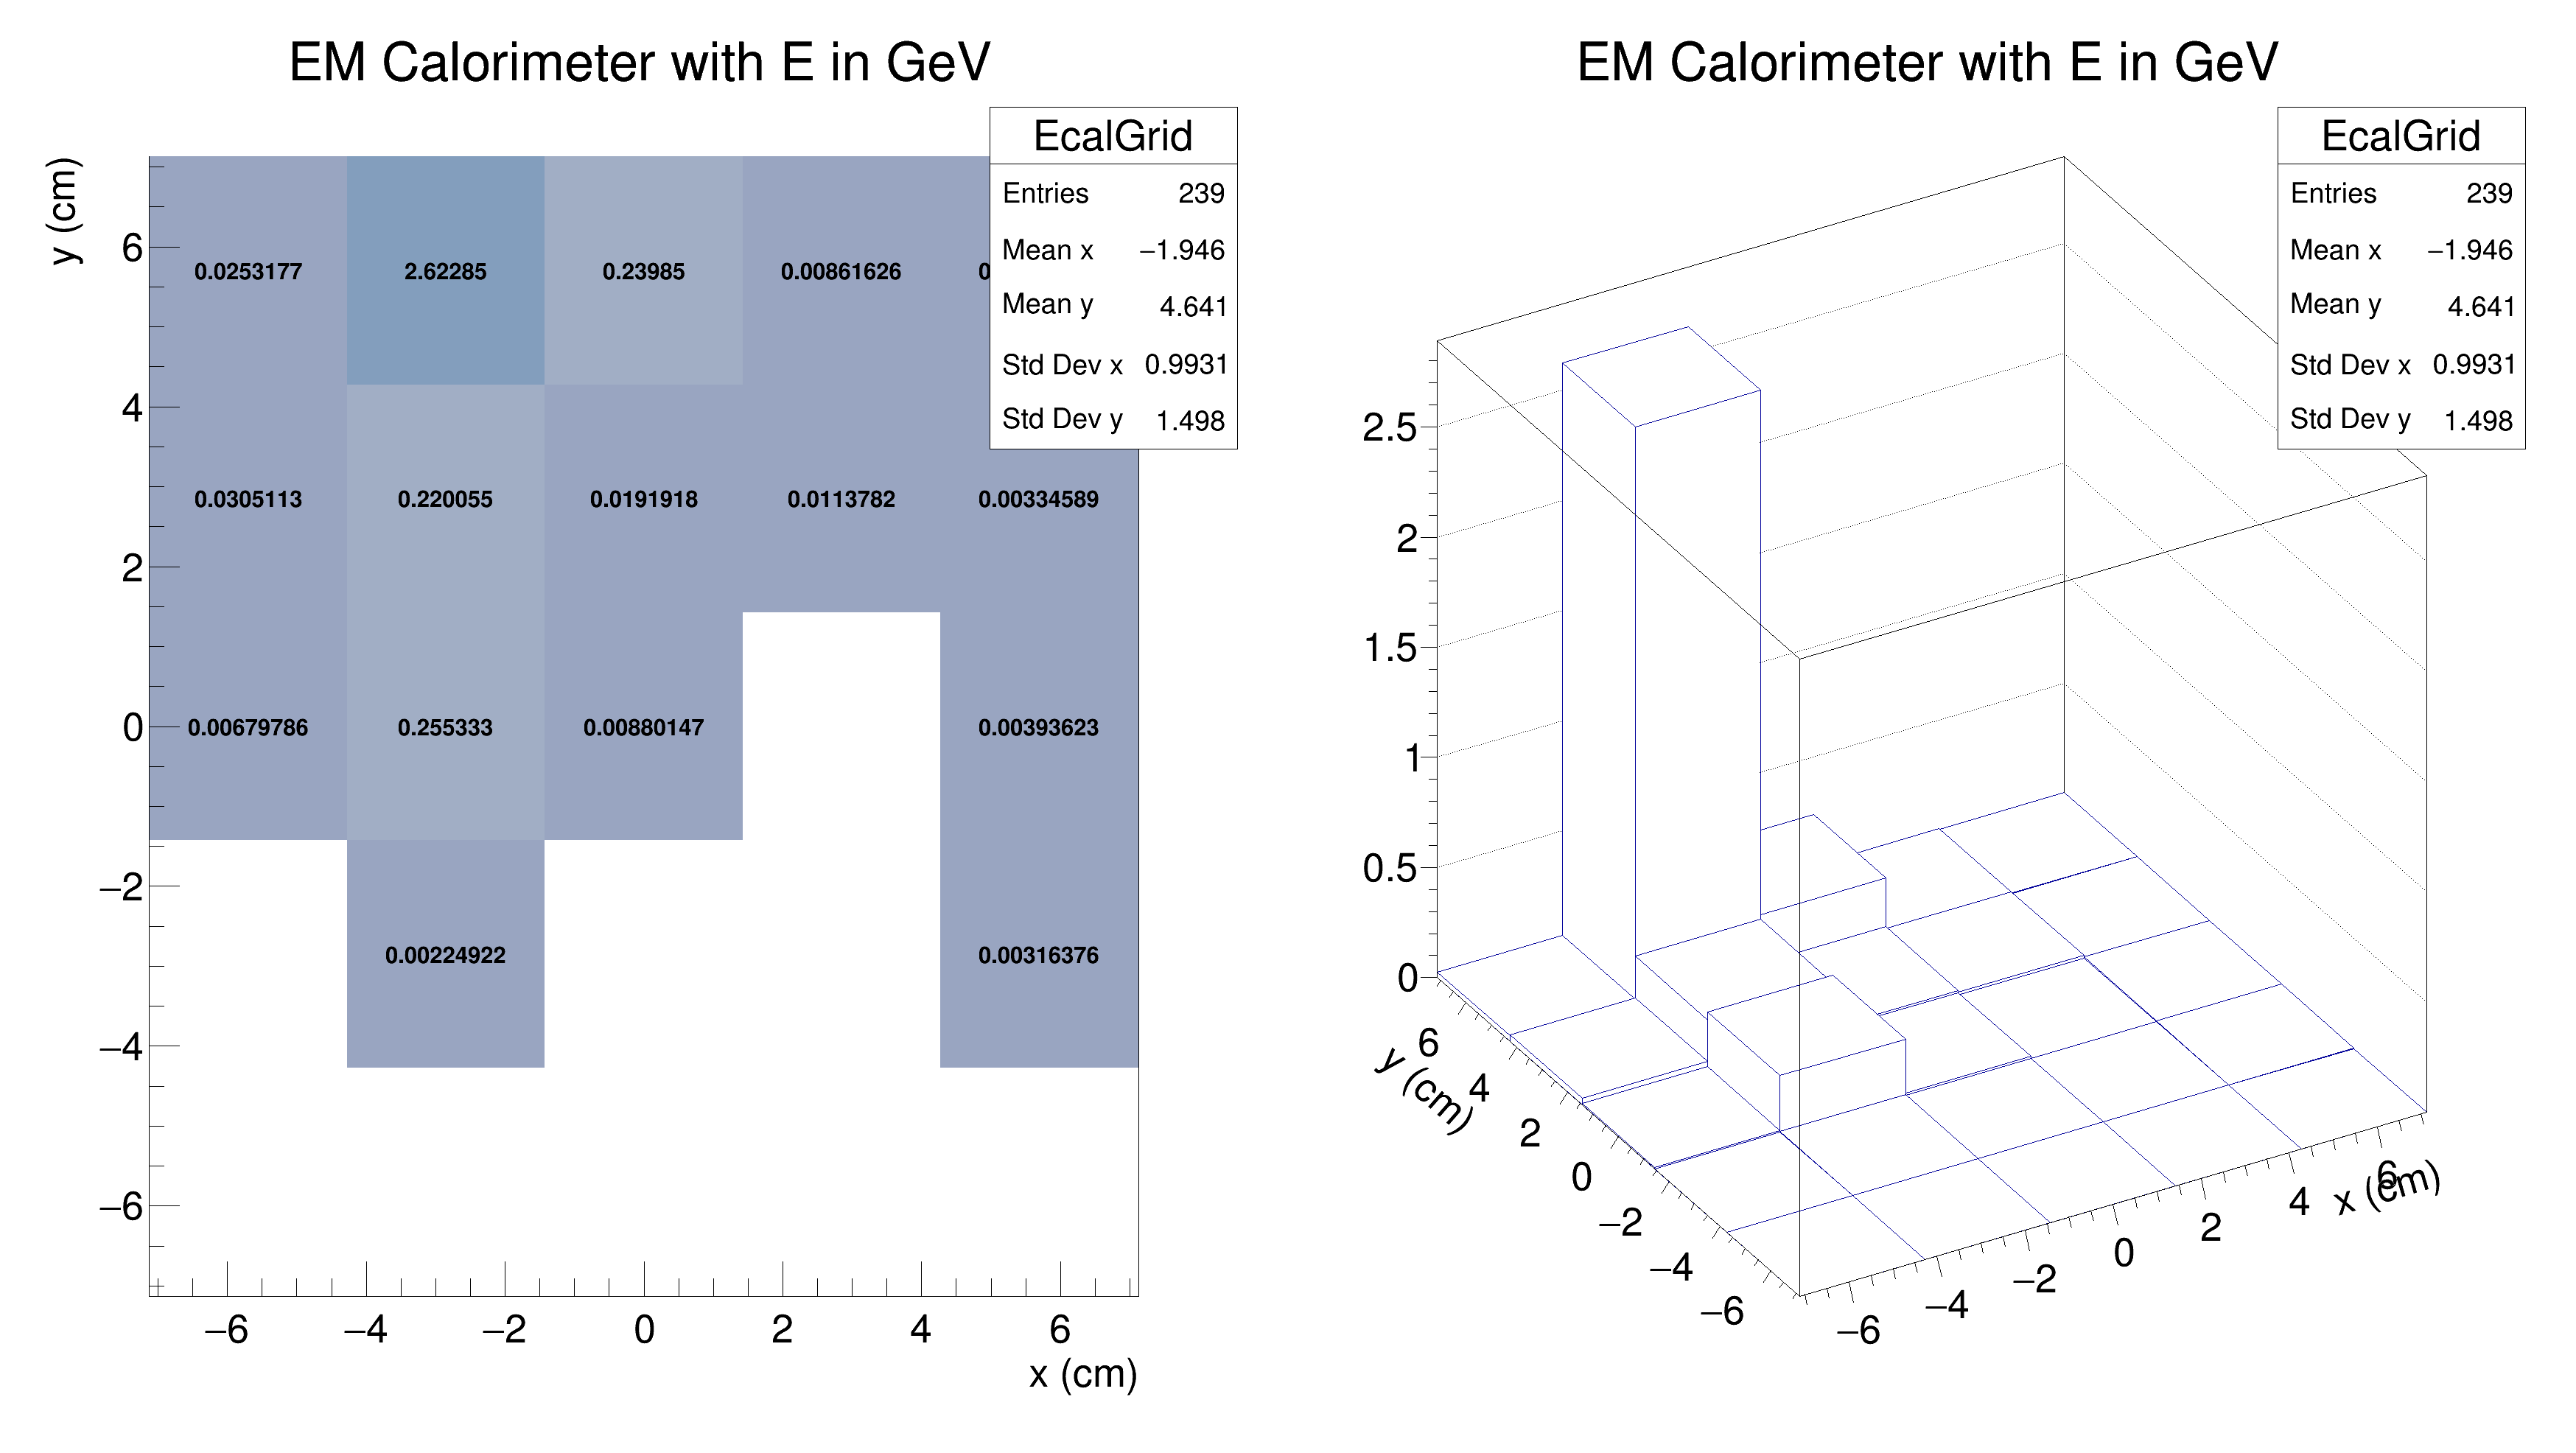 EM Calorimeter with E in GeV
EcalGrid
Entries 239
Mean x −1.946
Mean y 4.641
Std Dev x 0.9931
Std Dev y 1.498
y (cm)
6
4
2
0
−2
−4
−6
0.0253177 2.62285 0.23985 0.00861626
0.0305113 0.220055 0.0191918 0.0113782 0.00334589
0.00679786 0.255333 0.00880147 0.00393623
0.00224922 0.00316376
−6 −4 −2 0 2 4 6
x (cm)
EM Calorimeter with E in GeV
EcalGrid
Entries 239
Mean x −1.946
Mean y 4.641
Std Dev x 0.9931
Std Dev y 1.498
2.5
2
1.5
1
0.5
0
y (cm)
6
4
2
0
−2
−4
−6
−6 −4 −2 0 2 4 6
x (cm)